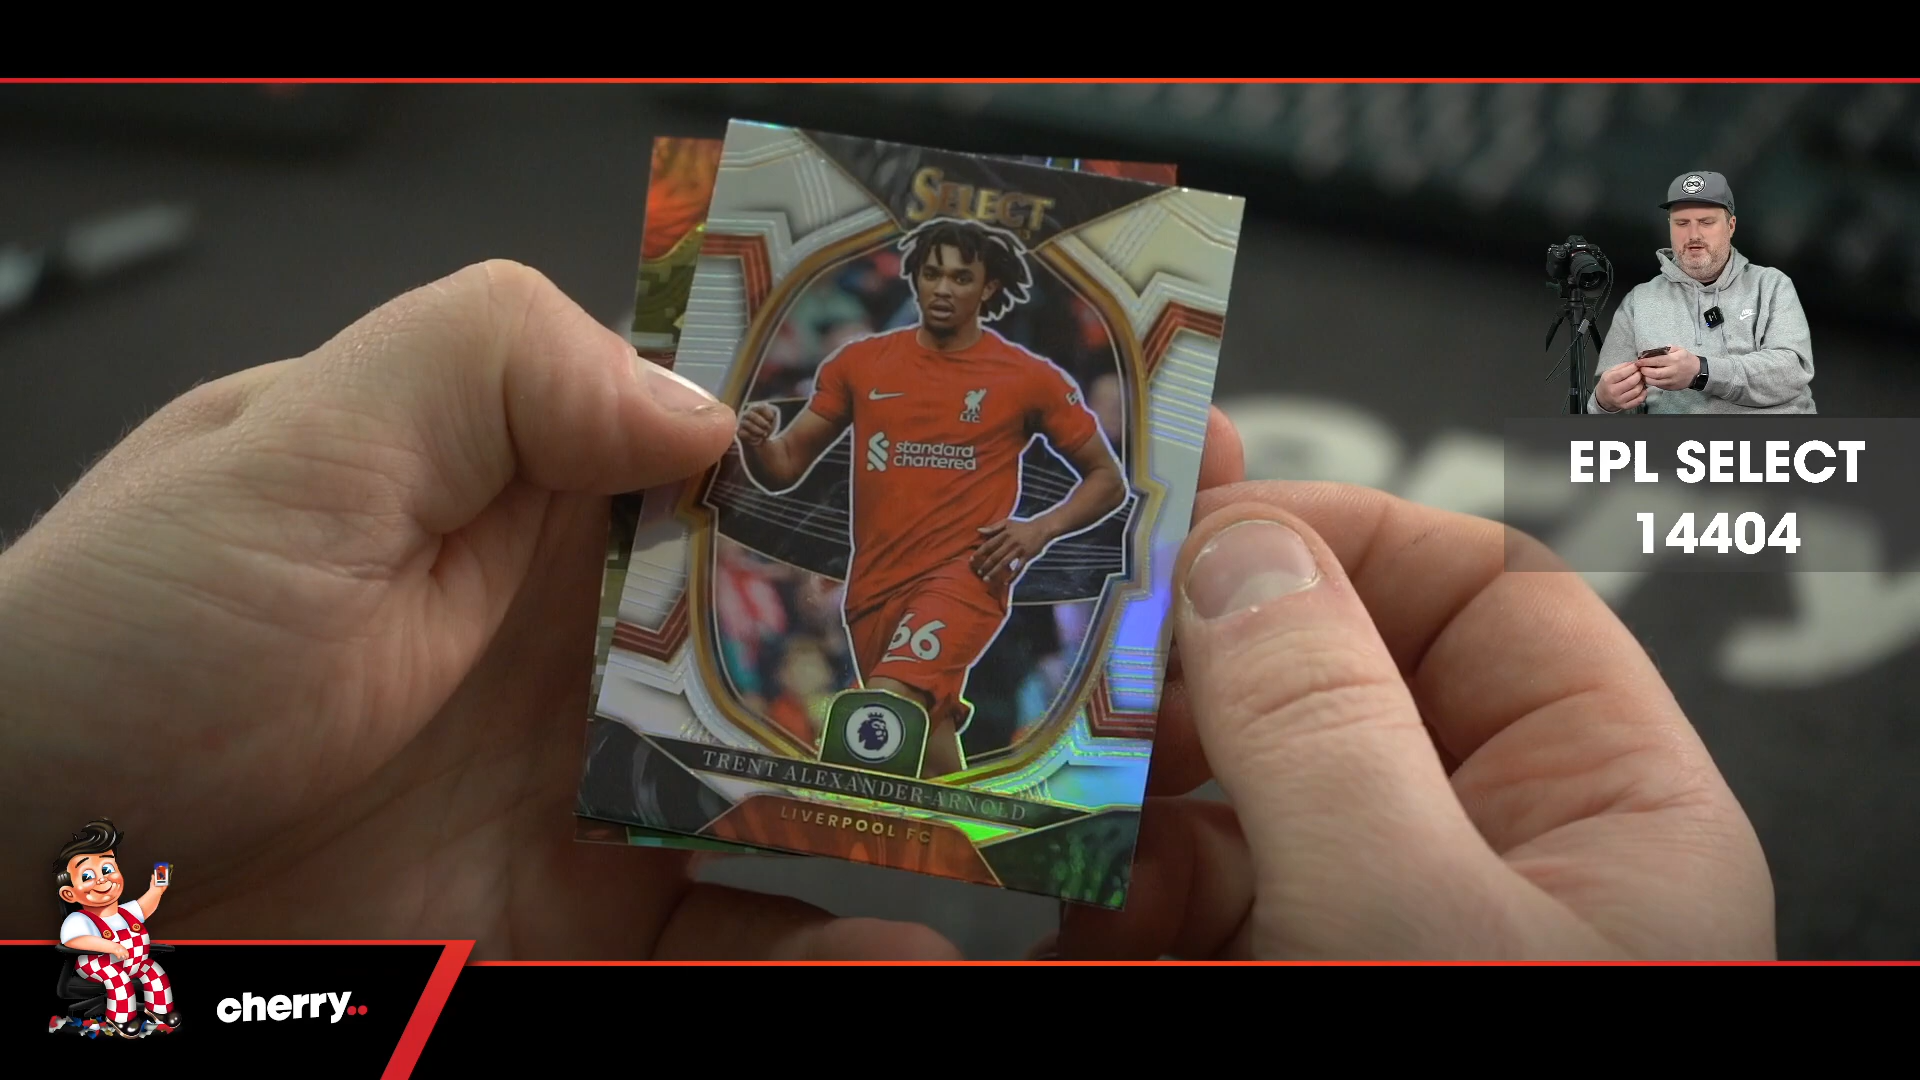 SELECT
L.F.C.
standard
chartered
66
TRENT ALEXANDER-ARNOLD
LIVERPOOL FC
EPL SELECT
14404
cherry..